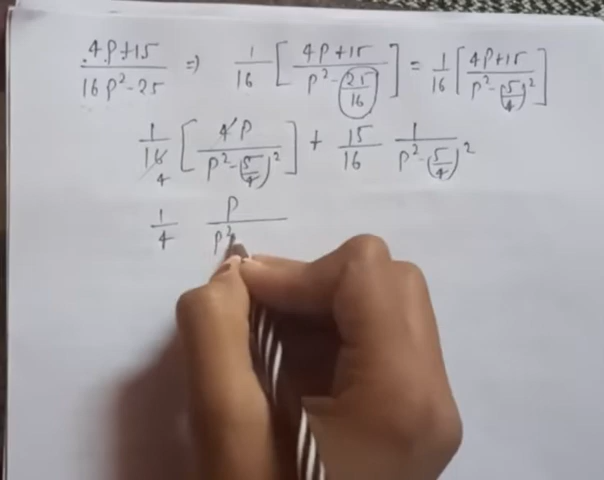 4P+15 / 16P² - 25 => 1/16 [ 4P+15 / P² - 25/16 ] = 1/16 [ 4P+15 / P² - (5/4)² ]
1/16 4 [ 4P / P² - (5/4)² ] + 15/16 1 / P² - (5/4)²
1/4 P / P²